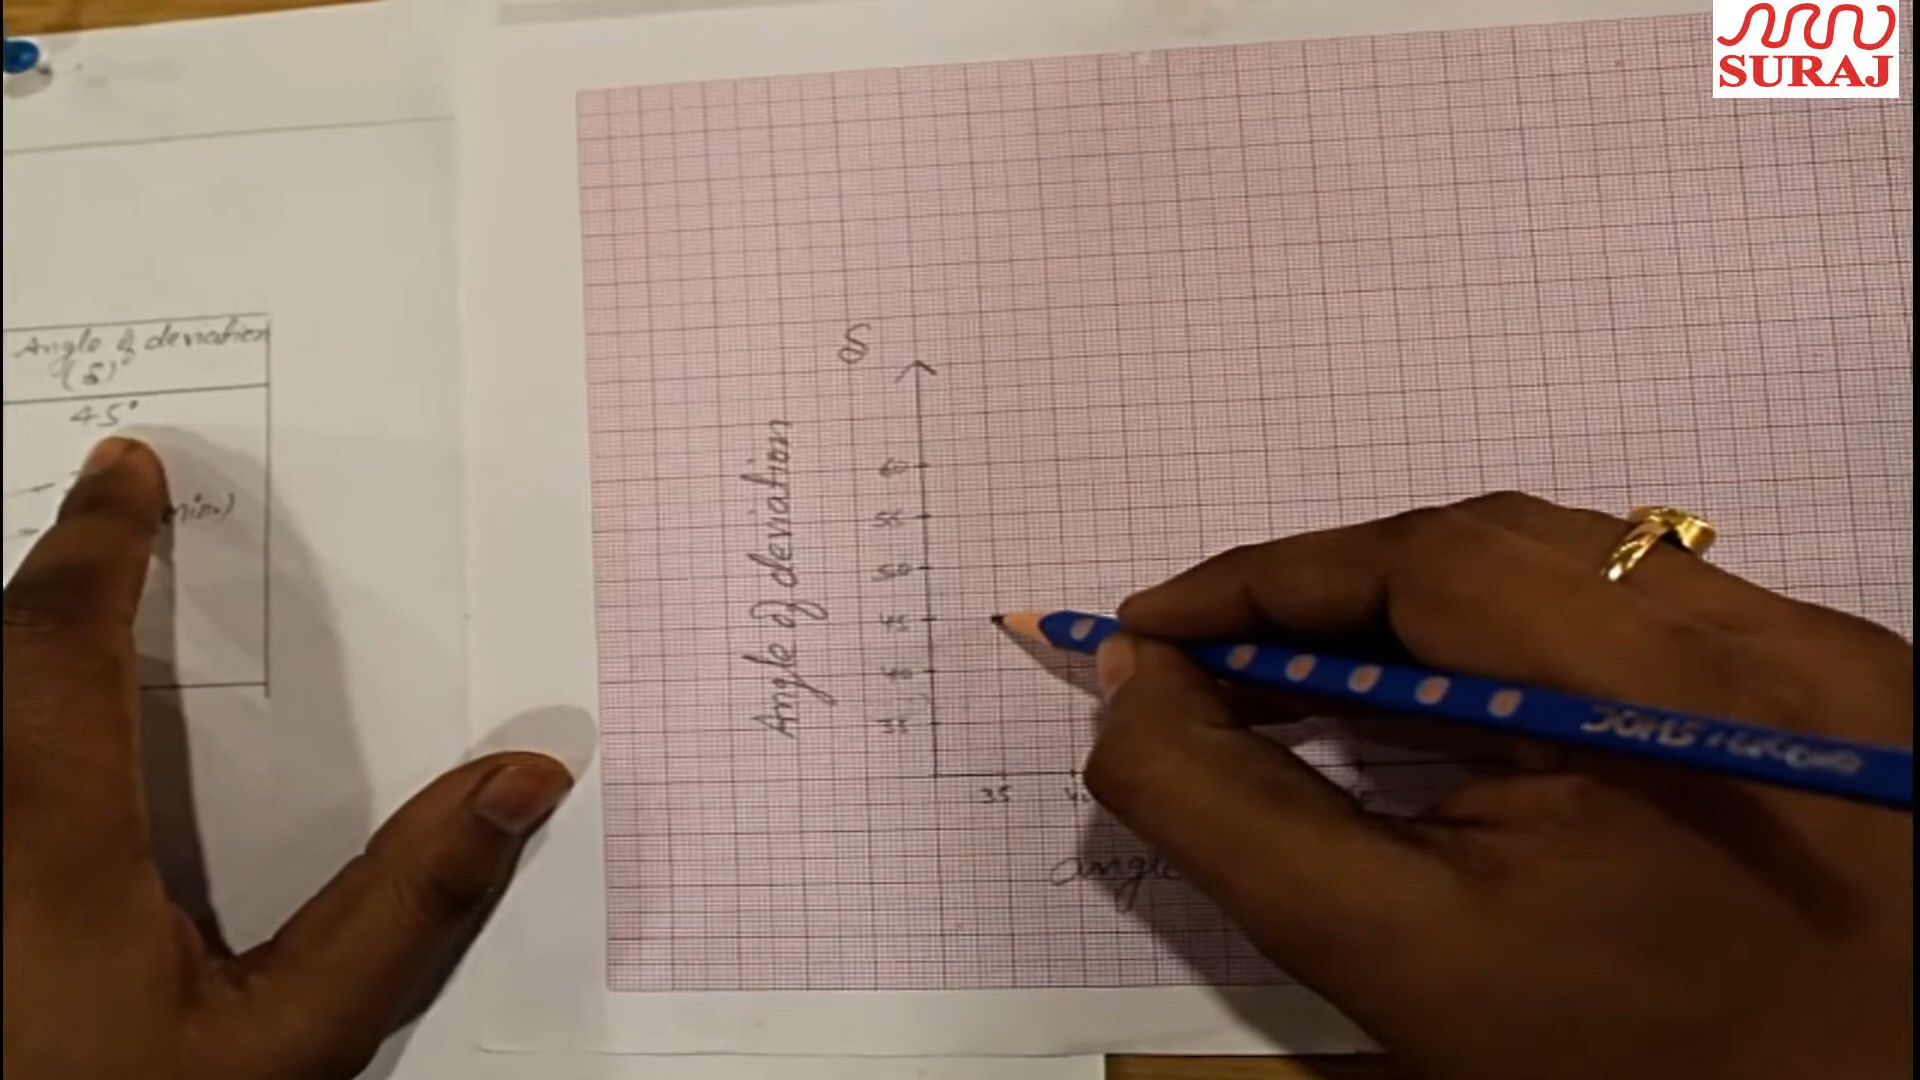 SURAJ
Angle of deviation
(δ)°
45°
min.)
δ
Angle of deviation
60
55
50
45
40
35
35
angle